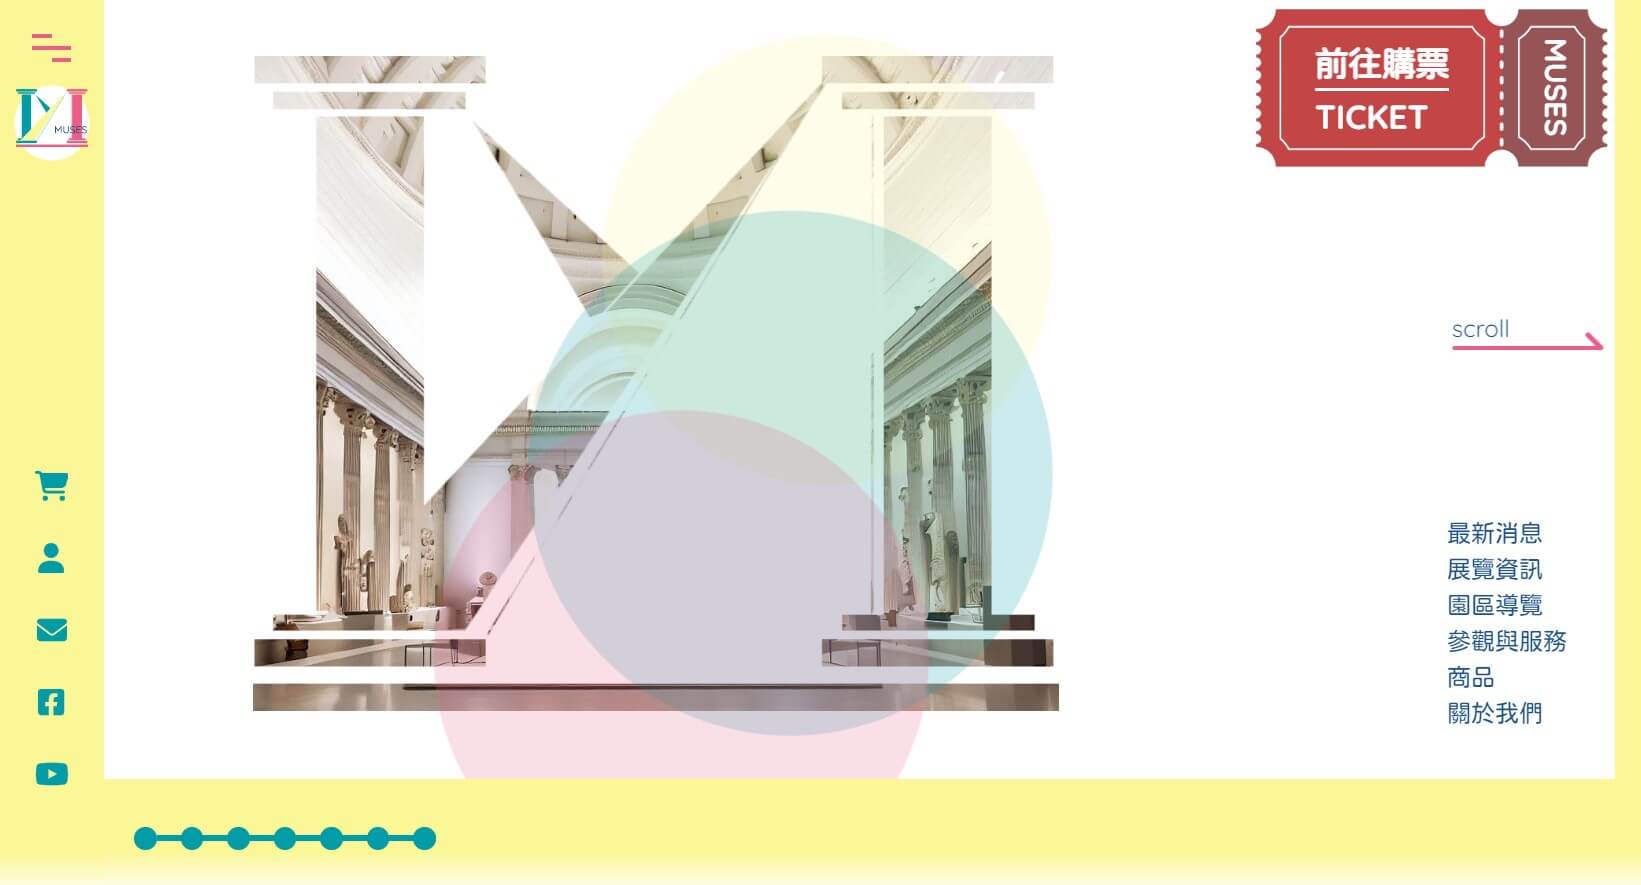 MUSES
前往購票
TICKET
MUSES
scroll
最新消息
展覽資訊
園區導覽
參觀與服務
商品
關於我們